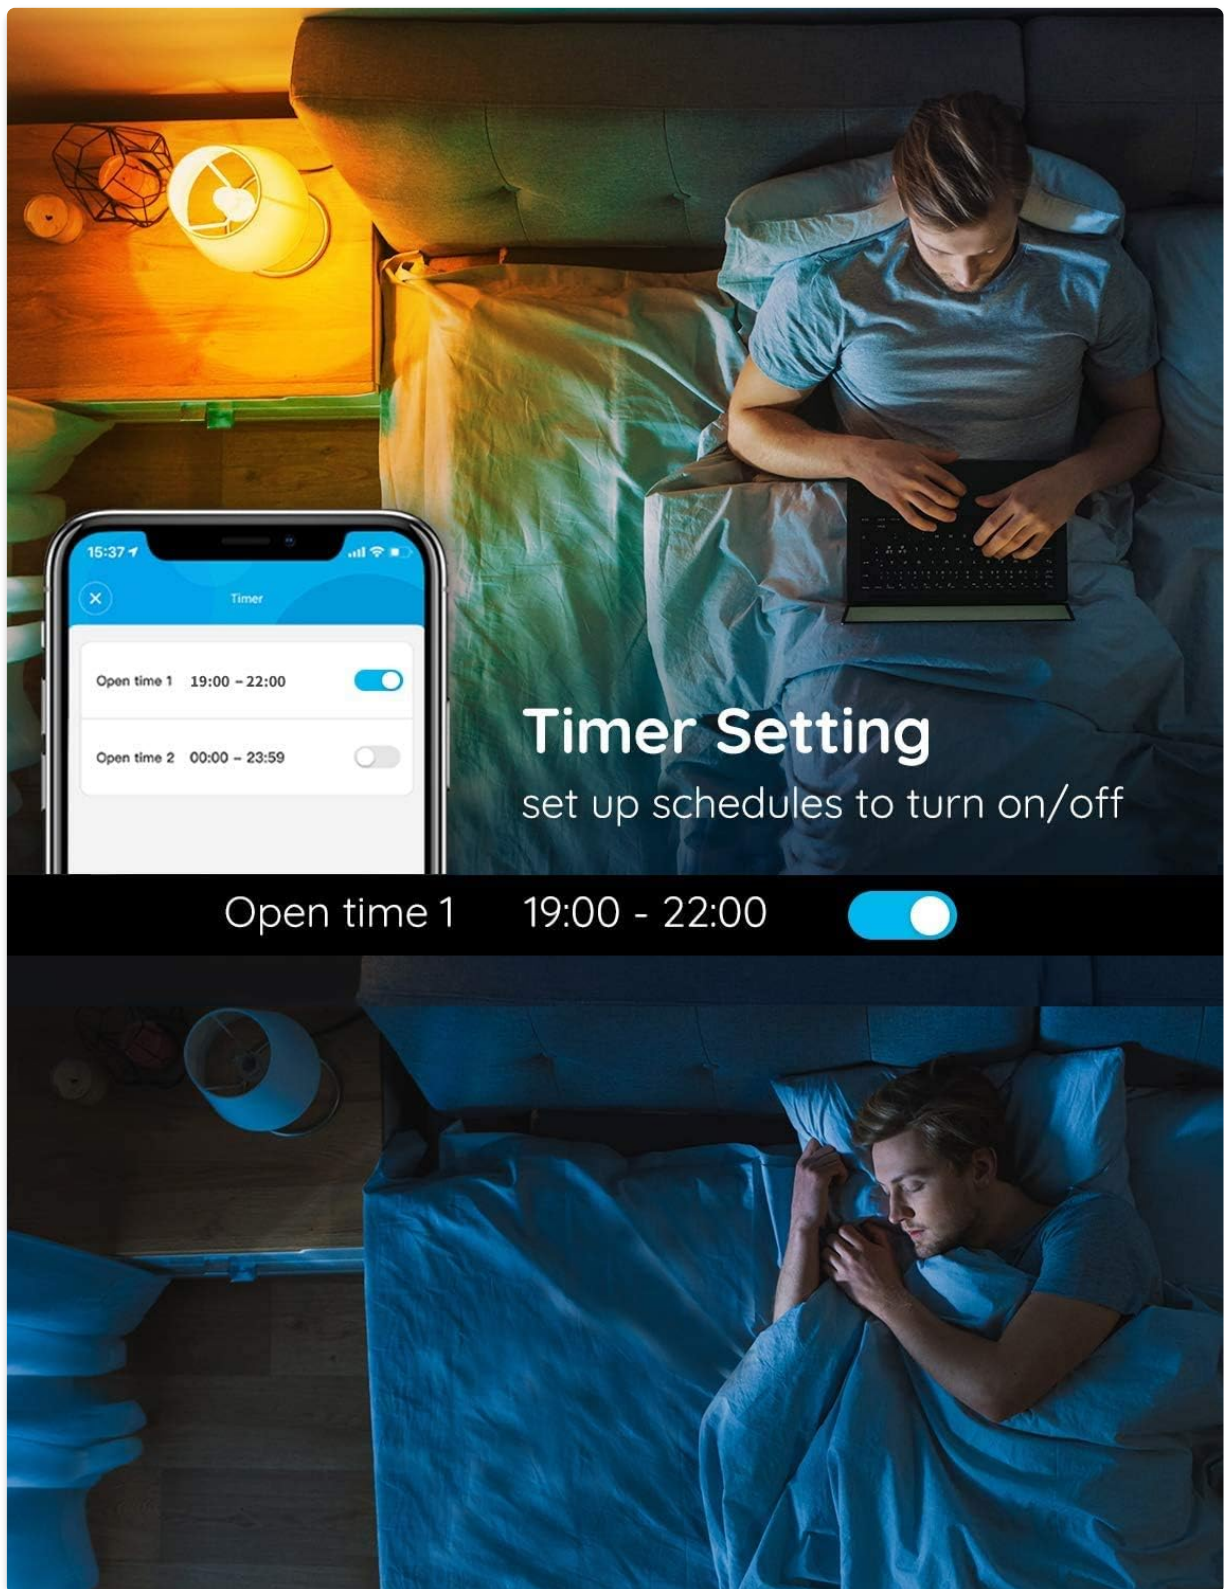 15:37
Timer
Open time 1 19:00 - 22:00
Open time 2 00:00 - 23:59
Timer Setting
set up schedules to turn on/off
Open time 1 19:00 - 22:00